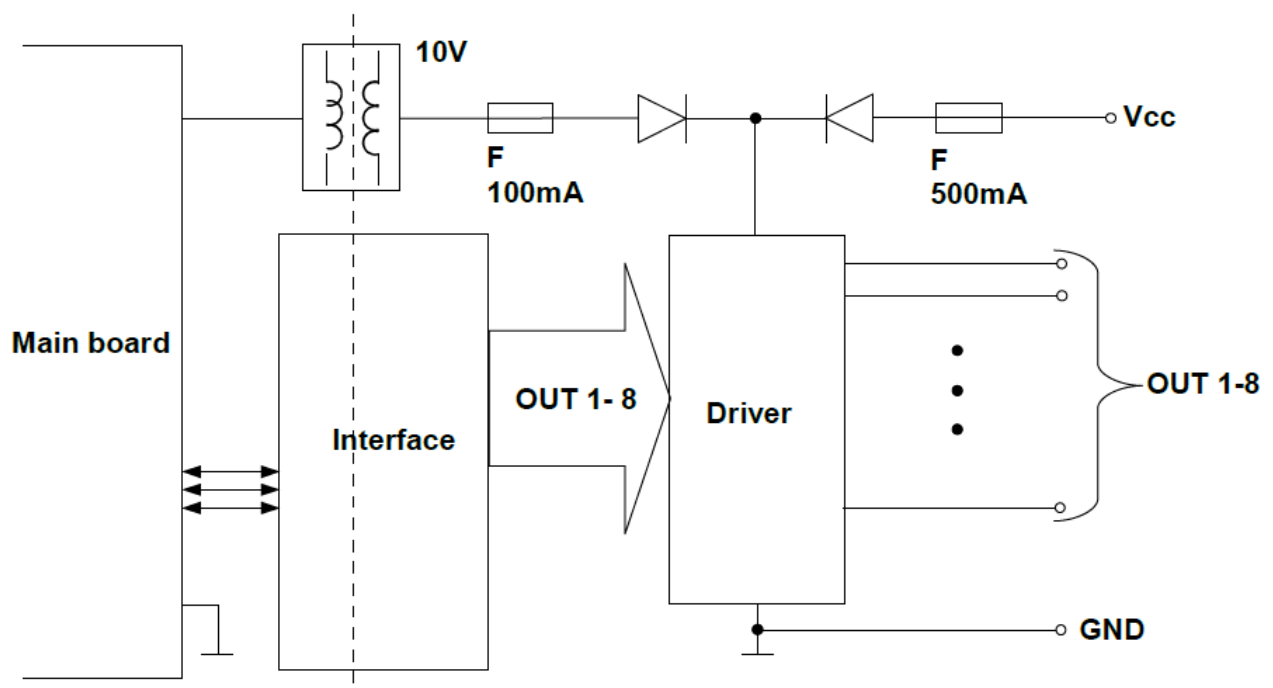 10V
Vcc
F
100mA
F
500mA
Main board
Interface
OUT 1- 8
Driver
OUT 1-8
GND